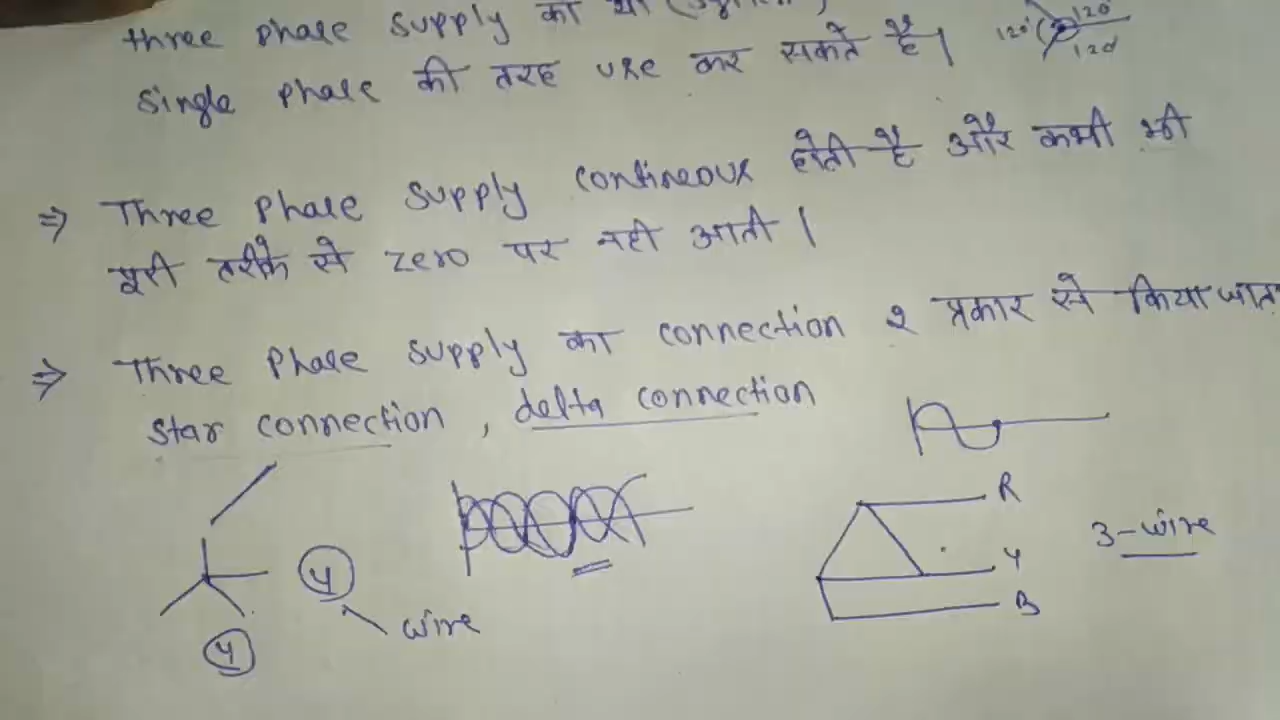 three phase supply का
single phase की तरह use कर सकते है।
120° 120° 120°
⇒ Three phase supply contineous होती है और कभी भी
पूरी तरीके से zero पर नही आती।
⇒ Three Phase supply का connection २ प्रकार से किया जात
star connection, delta connection
R
3-wire
Y
B
4
wire
4